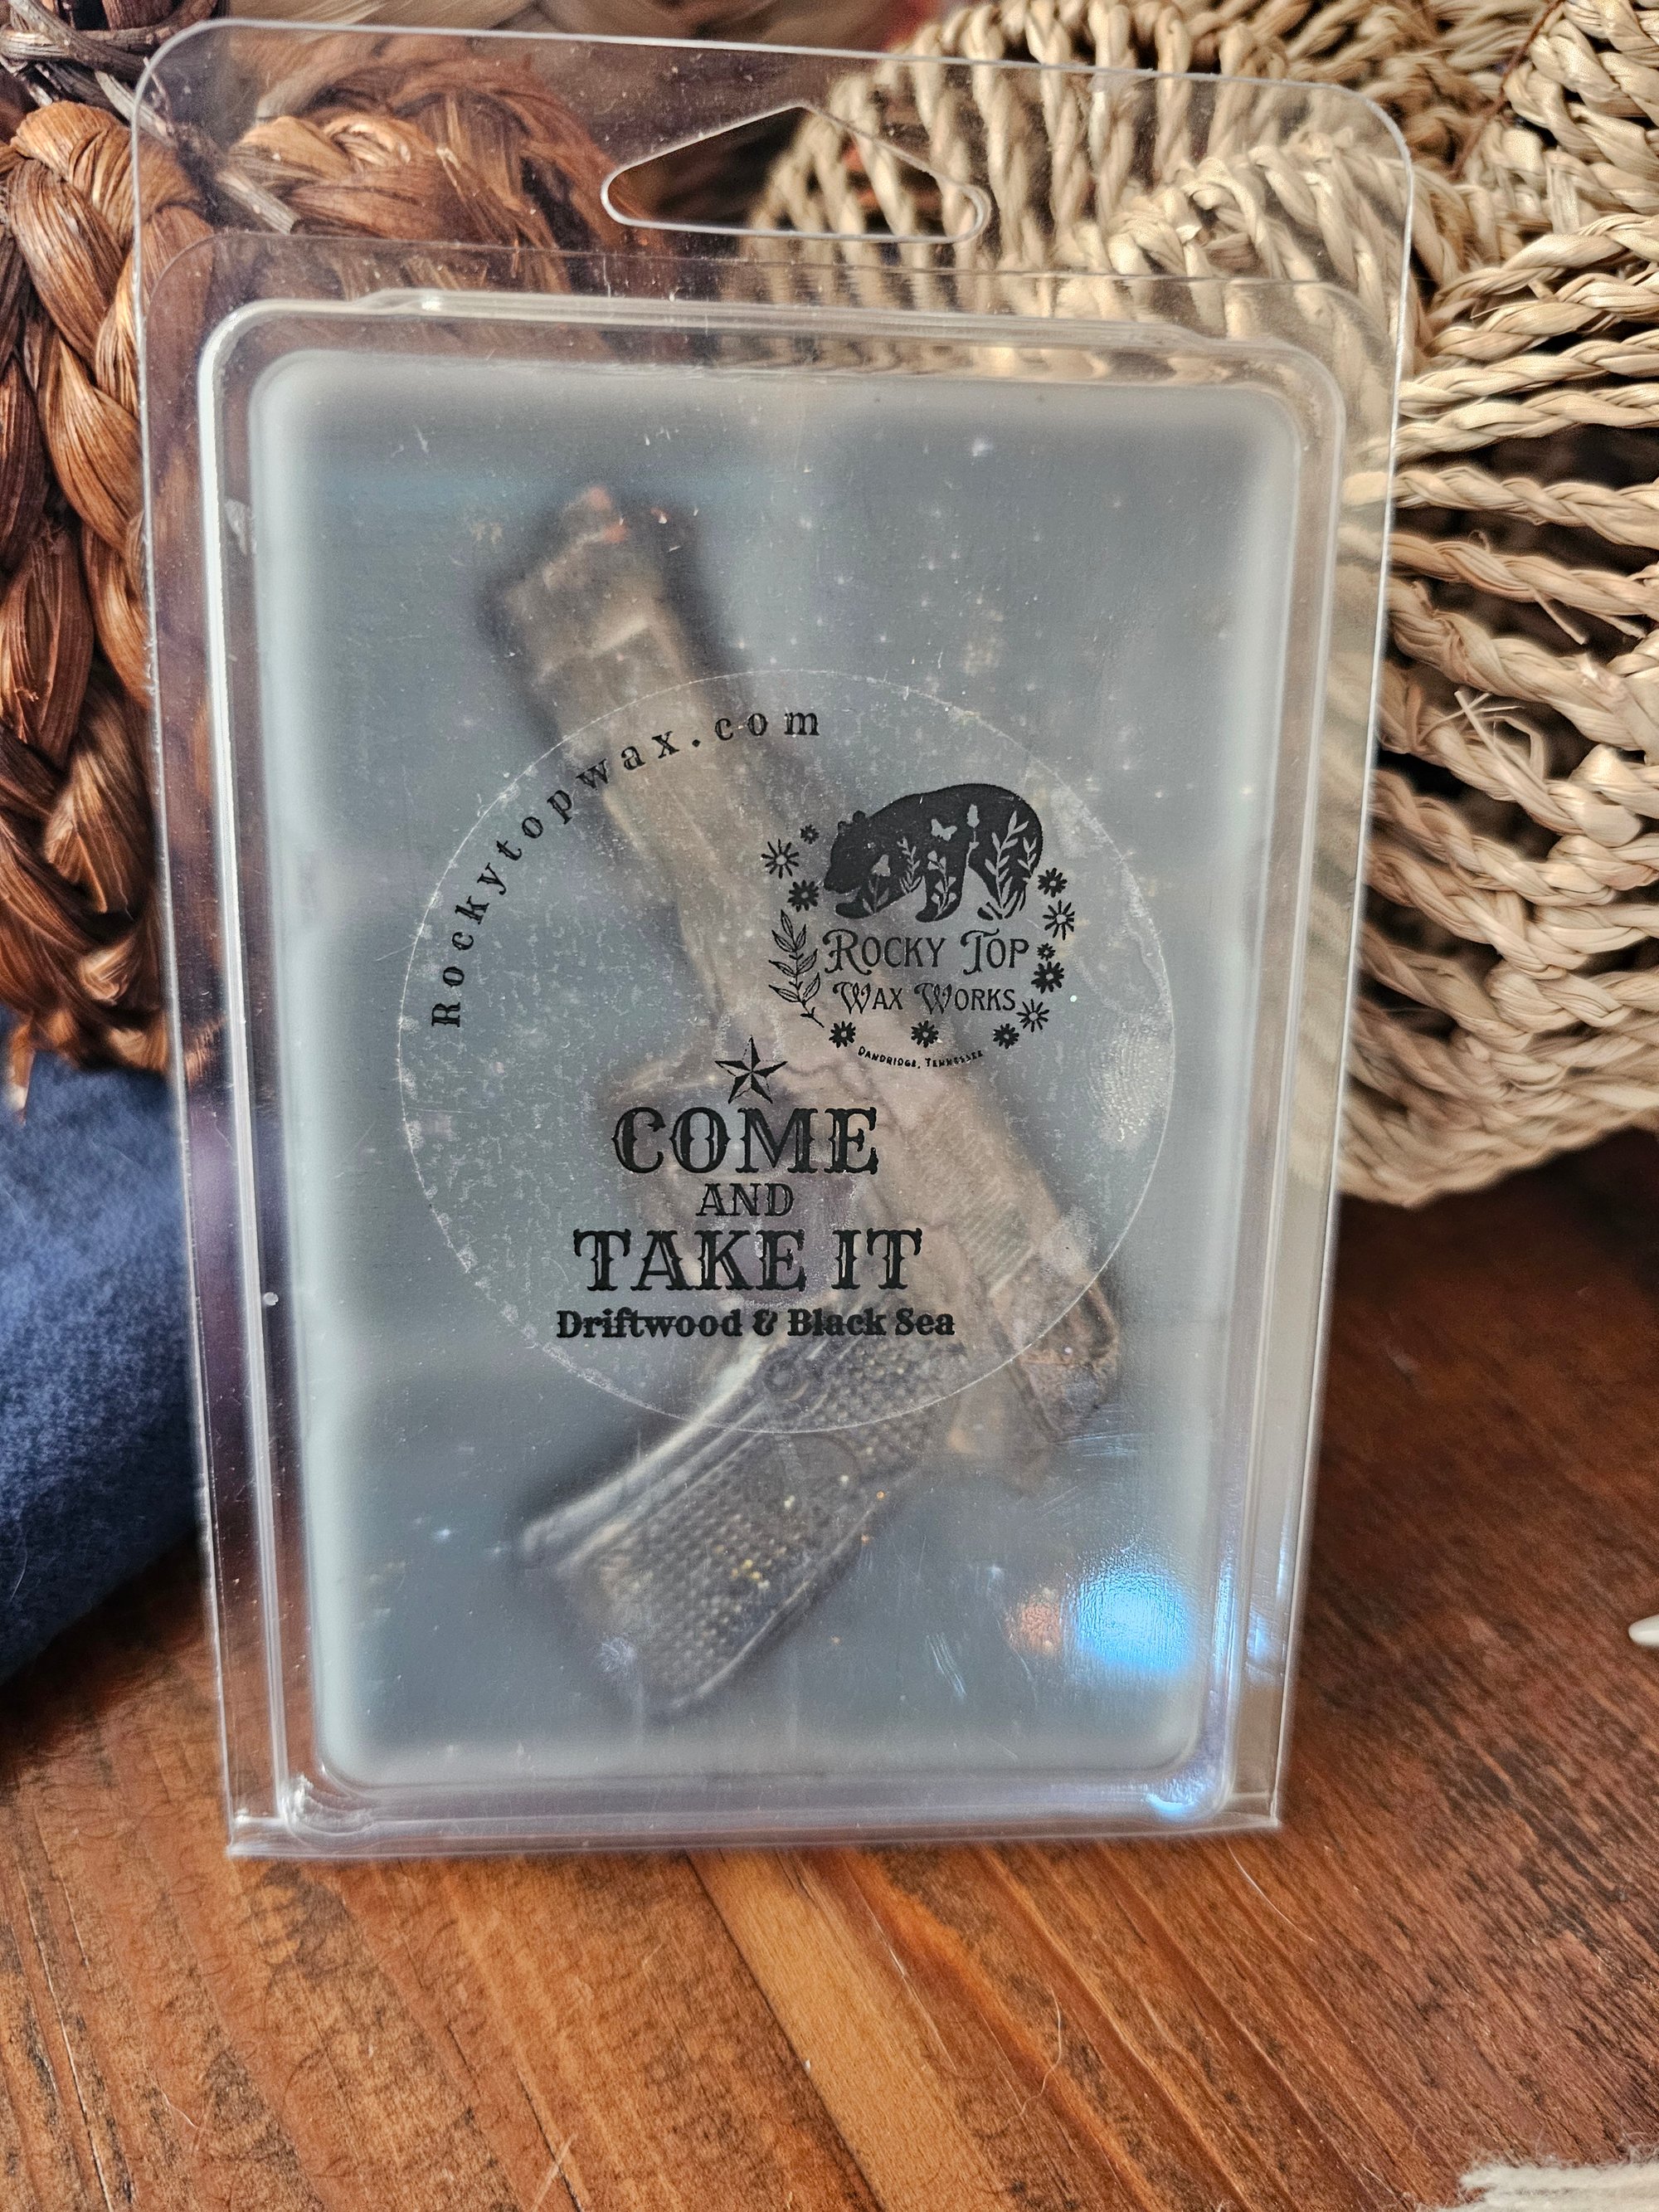 Rockytopwax.com
ROCKY TOP
WAX WORKS
DANDRIDGE, TENNESSEE
COME
AND
TAKE IT
Driftwood & Black Sea